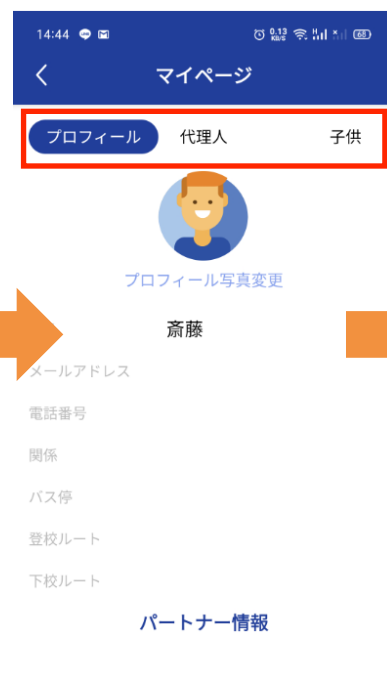 14:44 0.13 KB/S 68
マイページ
プロフィール 代理人 子供
プロフィール写真変更
斎藤
メールアドレス
電話番号
関係
バス停
登校ルート
下校ルート
パートナー情報